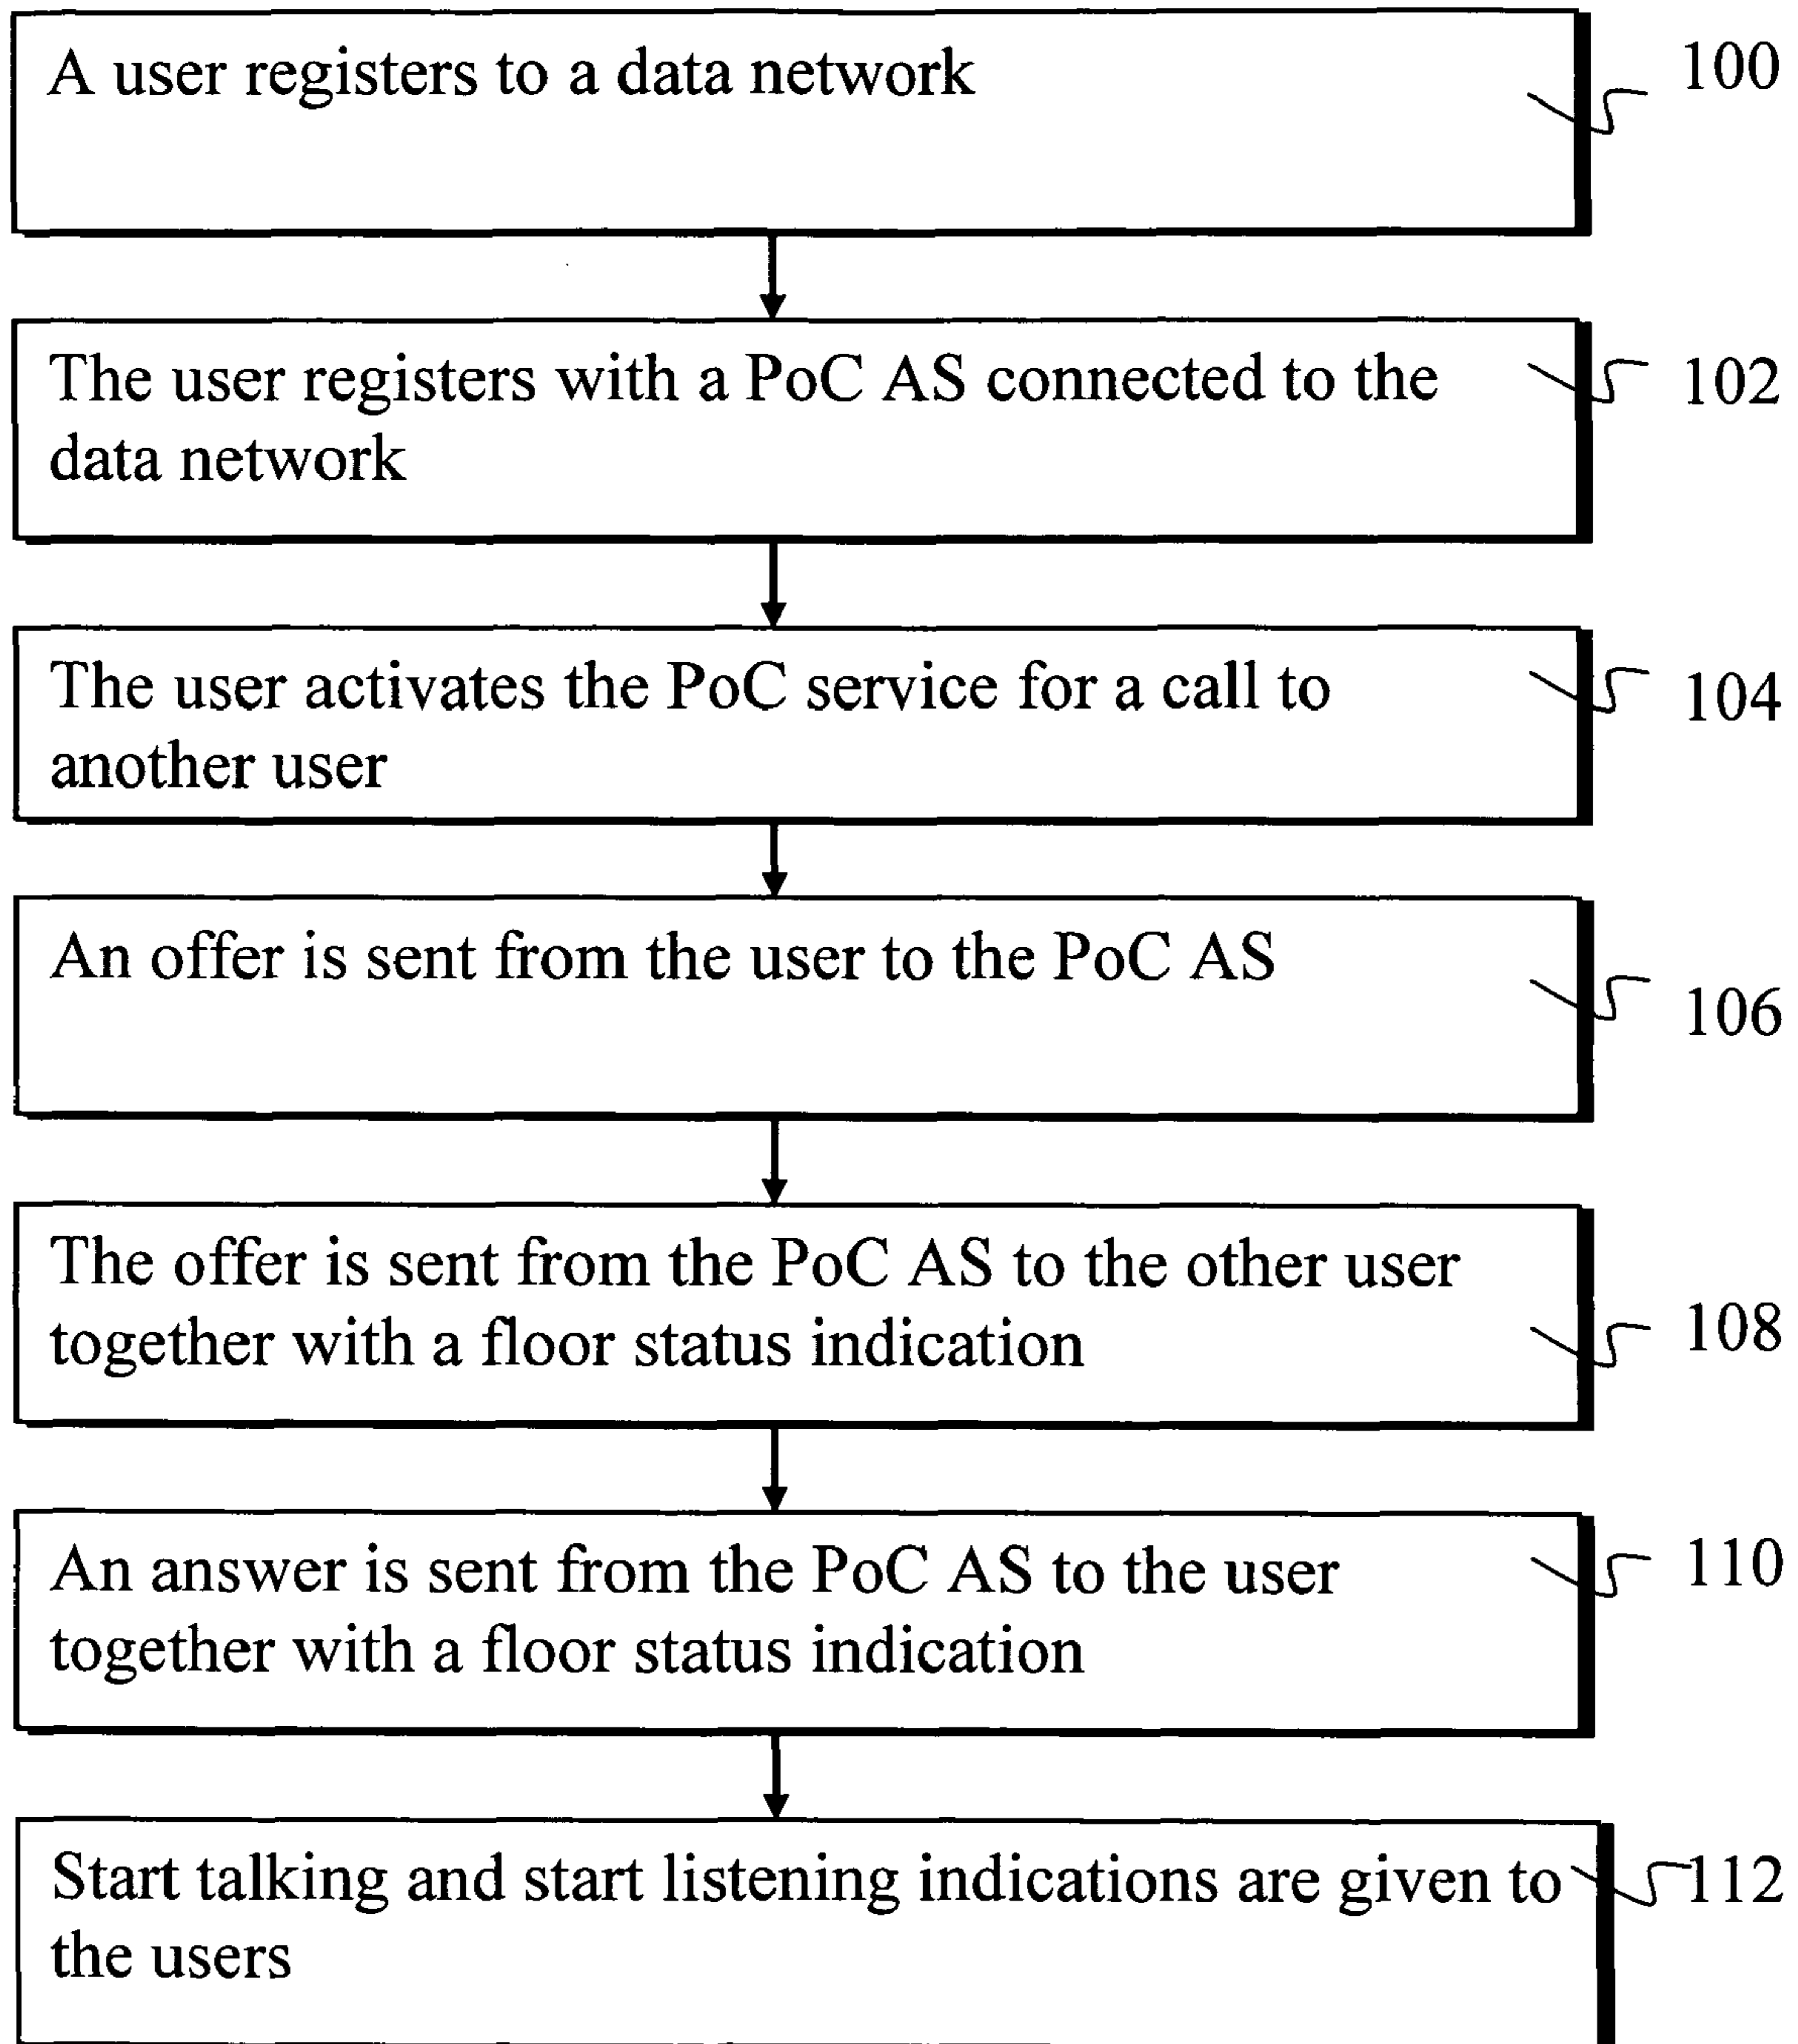 A user registers to a data network
100
The user registers with a PoC AS connected to the
data network
102
The user activates the PoC service for a call to
another user
104
An offer is sent from the user to the PoC AS
106
The offer is sent from the PoC AS to the other user
together with a floor status indication
108
An answer is sent from the PoC AS to the user
together with a floor status indication
110
Start talking and start listening indications are given to
the users
112